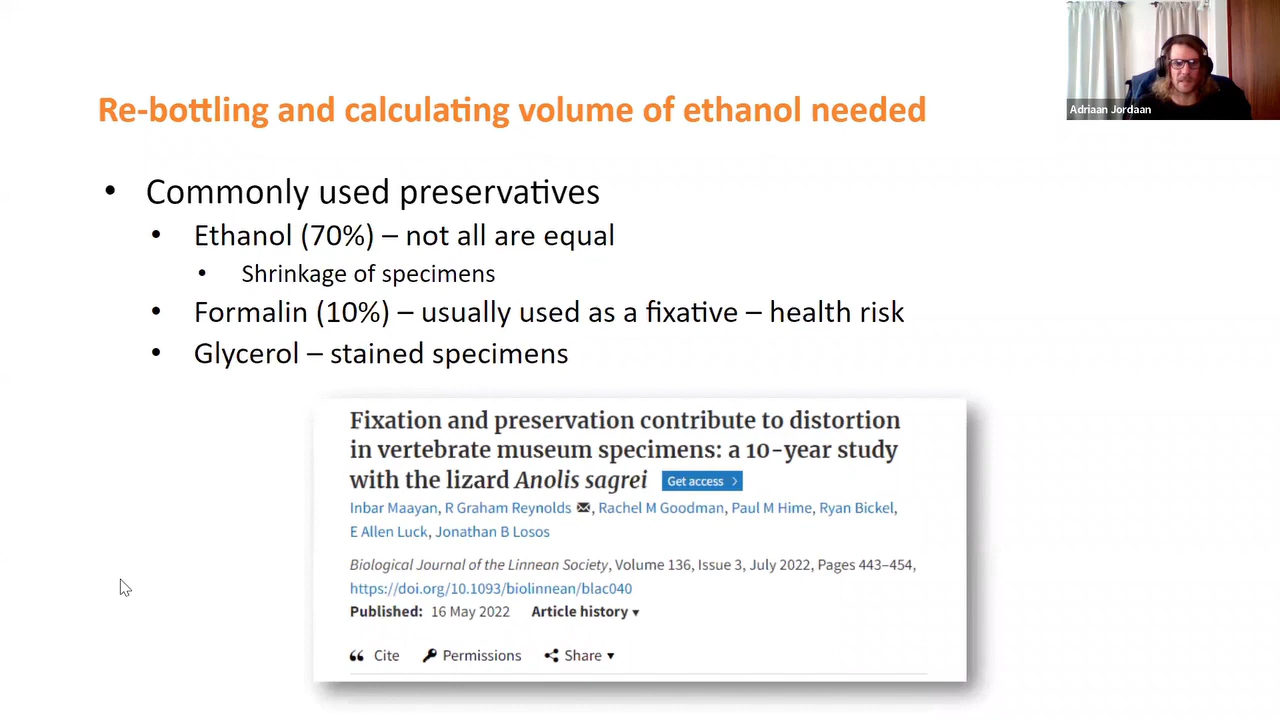 Adriaan Jordaan
Re-bottling and calculating volume of ethanol needed
• Commonly used preservatives
• Ethanol (70%) – not all are equal
• Shrinkage of specimens
• Formalin (10%) – usually used as a fixative – health risk
• Glycerol – stained specimens
Fixation and preservation contribute to distortion
in vertebrate museum specimens: a 10-year study
with the lizard Anolis sagrei Get access >
Inbar Maayan, R Graham Reynolds ✉, Rachel M Goodman, Paul M Hime, Ryan Bickel,
E Allen Luck, Jonathan B Losos
Biological Journal of the Linnean Society, Volume 136, Issue 3, July 2022, Pages 443–454,
https://doi.org/10.1093/biolinnean/blac040
Published: 16 May 2022 Article history ▾
Cite Permissions Share ▾